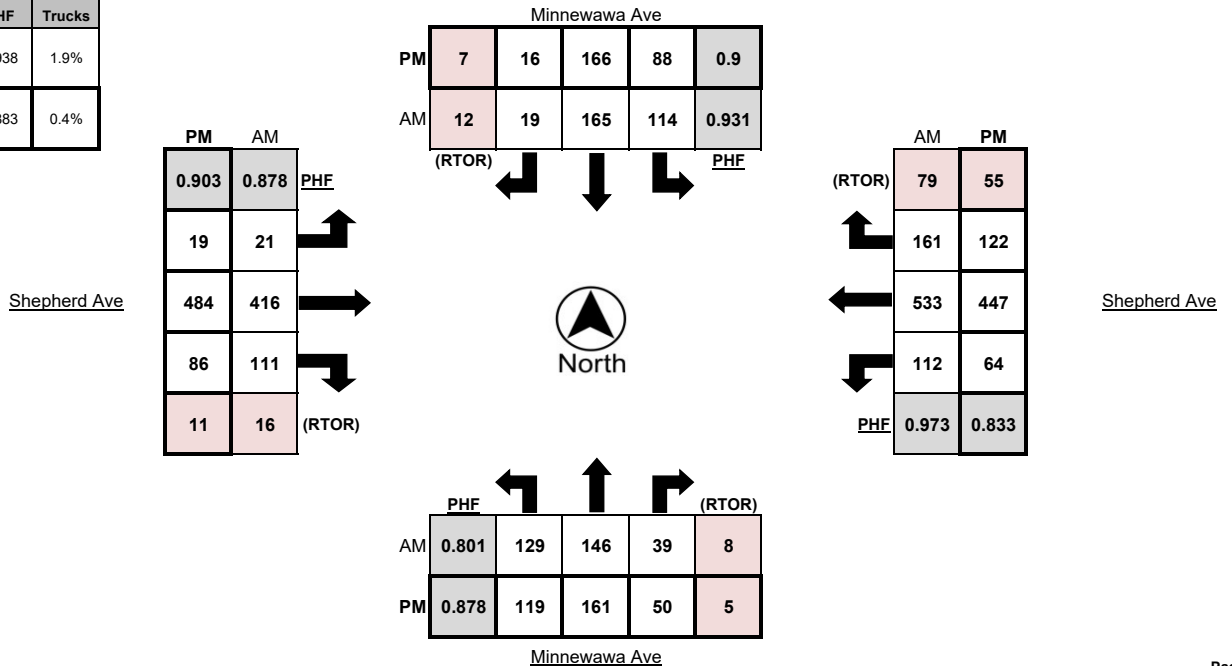 Trucks
1.9%
0.4%
Minnewawa Ave
PM 7 16 166 88 0.9
AM 12 19 165 114 0.931
(RTOR) PHF
PM AM
0.903 0.878 PHF
19 21
484 416
86 111
11 16 (RTOR)
Shepherd Ave
North
AM PM
(RTOR) 79 55
161 122
533 447
112 64
PHF 0.973 0.833
Shepherd Ave
PHF (RTOR)
AM 0.801 129 146 39 8
PM 0.878 119 161 50 5
Minnewawa Ave